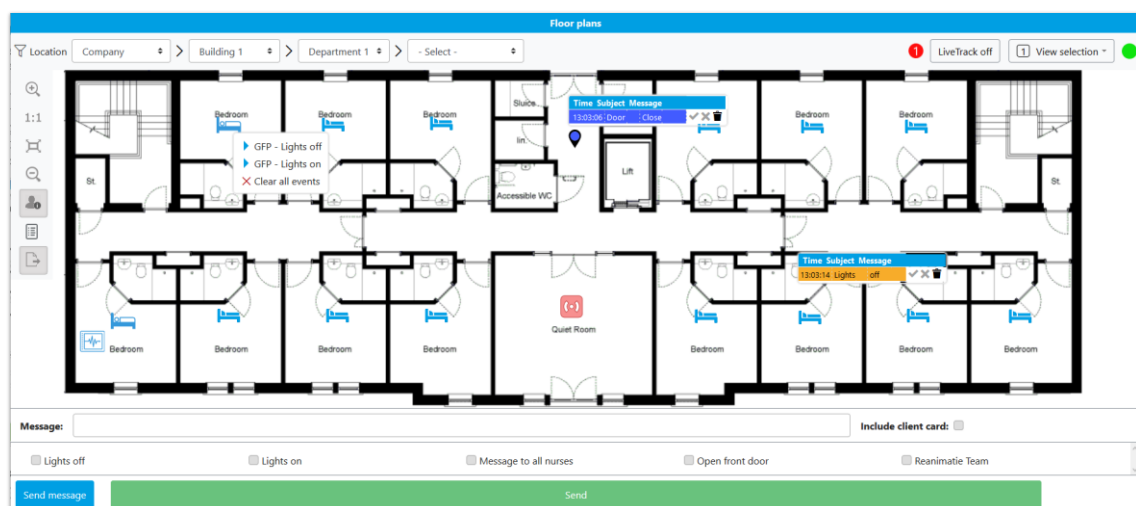 Floor plans
Location Company Building 1 Department 1 - Select - 1 LiveTrack off 1 View selection
1:1
Bedroom Bedroom Bedroom Sluice Bedroom Bedroom
Time Subject Message
13:03:06 Door Close
lin.
GFP - Lights off
GFP - Lights on
Clear all events
St. Lift St.
Accessible WC
Time Subject Message
13:03:14 Lights off
Quiet Room
Bedroom Bedroom Bedroom Bedroom Bedroom Bedroom Bedroom Bedroom
Message: Include client card:
Lights off Lights on Message to all nurses Open front door Reanimatie Team
Send message Send